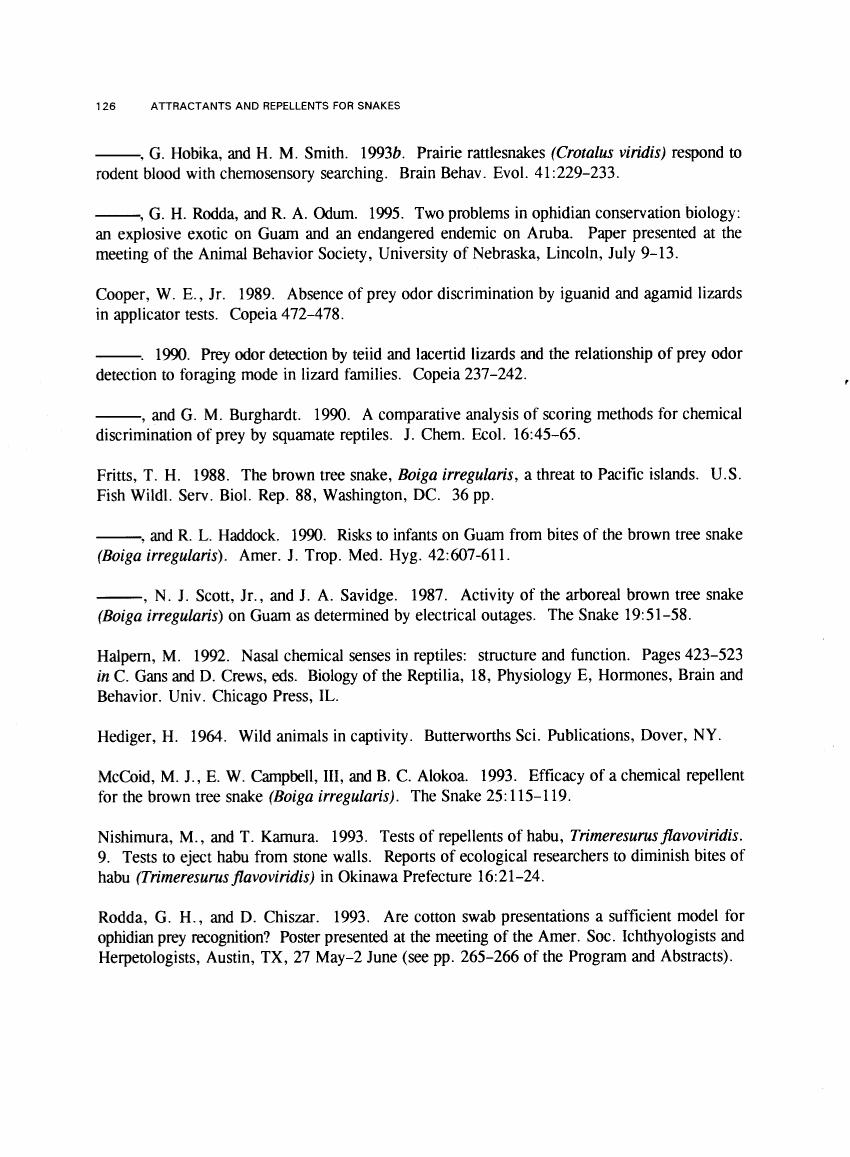 126 ATTRACTANTS AND REPELLENTS FOR SNAKES
———, G. Hobika, and H. M. Smith. 1993b. Prairie rattlesnakes (Crotalus viridis) respond to
rodent blood with chemosensory searching. Brain Behav. Evol. 41:229–233.
———, G. H. Rodda, and R. A. Odum. 1995. Two problems in ophidian conservation biology:
an explosive exotic on Guam and an endangered endemic on Aruba. Paper presented at the
meeting of the Animal Behavior Society, University of Nebraska, Lincoln, July 9–13.
Cooper, W. E., Jr. 1989. Absence of prey odor discrimination by iguanid and agamid lizards
in applicator tests. Copeia 472–478.
———. 1990. Prey odor detection by teiid and lacertid lizards and the relationship of prey odor
detection to foraging mode in lizard families. Copeia 237–242.
———, and G. M. Burghardt. 1990. A comparative analysis of scoring methods for chemical
discrimination of prey by squamate reptiles. J. Chem. Ecol. 16:45–65.
Fritts, T. H. 1988. The brown tree snake, Boiga irregularis, a threat to Pacific islands. U.S.
Fish Wildl. Serv. Biol. Rep. 88, Washington, DC. 36 pp.
———, and R. L. Haddock. 1990. Risks to infants on Guam from bites of the brown tree snake
(Boiga irregularis). Amer. J. Trop. Med. Hyg. 42:607-611.
———, N. J. Scott, Jr., and J. A. Savidge. 1987. Activity of the arboreal brown tree snake
(Boiga irregularis) on Guam as determined by electrical outages. The Snake 19:51–58.
Halpern, M. 1992. Nasal chemical senses in reptiles: structure and function. Pages 423–523
in C. Gans and D. Crews, eds. Biology of the Reptilia, 18, Physiology E, Hormones, Brain and
Behavior. Univ. Chicago Press, IL.
Hediger, H. 1964. Wild animals in captivity. Butterworths Sci. Publications, Dover, NY.
McCoid, M. J., E. W. Campbell, III, and B. C. Alokoa. 1993. Efficacy of a chemical repellent
for the brown tree snake (Boiga irregularis). The Snake 25:115–119.
Nishimura, M., and T. Kamura. 1993. Tests of repellents of habu, Trimeresurus flavoviridis.
9. Tests to eject habu from stone walls. Reports of ecological researchers to diminish bites of
habu (Trimeresurus flavoviridis) in Okinawa Prefecture 16:21–24.
Rodda, G. H., and D. Chiszar. 1993. Are cotton swab presentations a sufficient model for
ophidian prey recognition? Poster presented at the meeting of the Amer. Soc. Ichthyologists and
Herpetologists, Austin, TX, 27 May–2 June (see pp. 265–266 of the Program and Abstracts).